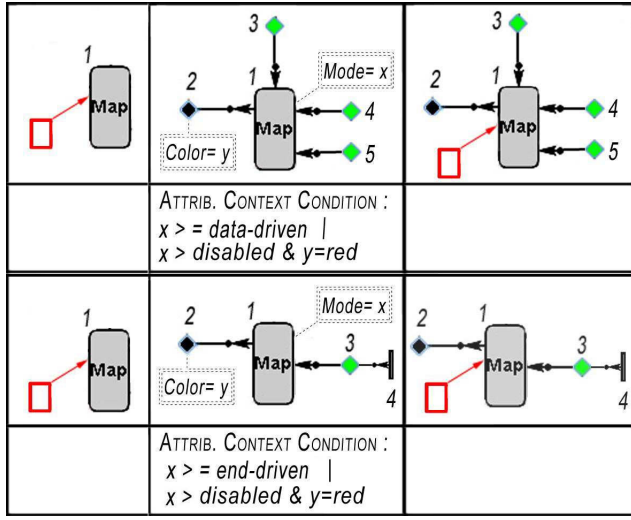 1
Map
3
2
1
Mode= x
Map
4
Color= y
5
3
2
1
Map
4
5
ATTRIB. CONTEXT CONDITION :
x > = data-driven |
x > disabled & y=red
1
Map
2
1
Mode= x
Map
3
Color= y
4
2
1
Map
3
4
ATTRIB. CONTEXT CONDITION :
x > = end-driven |
x > disabled & y=red